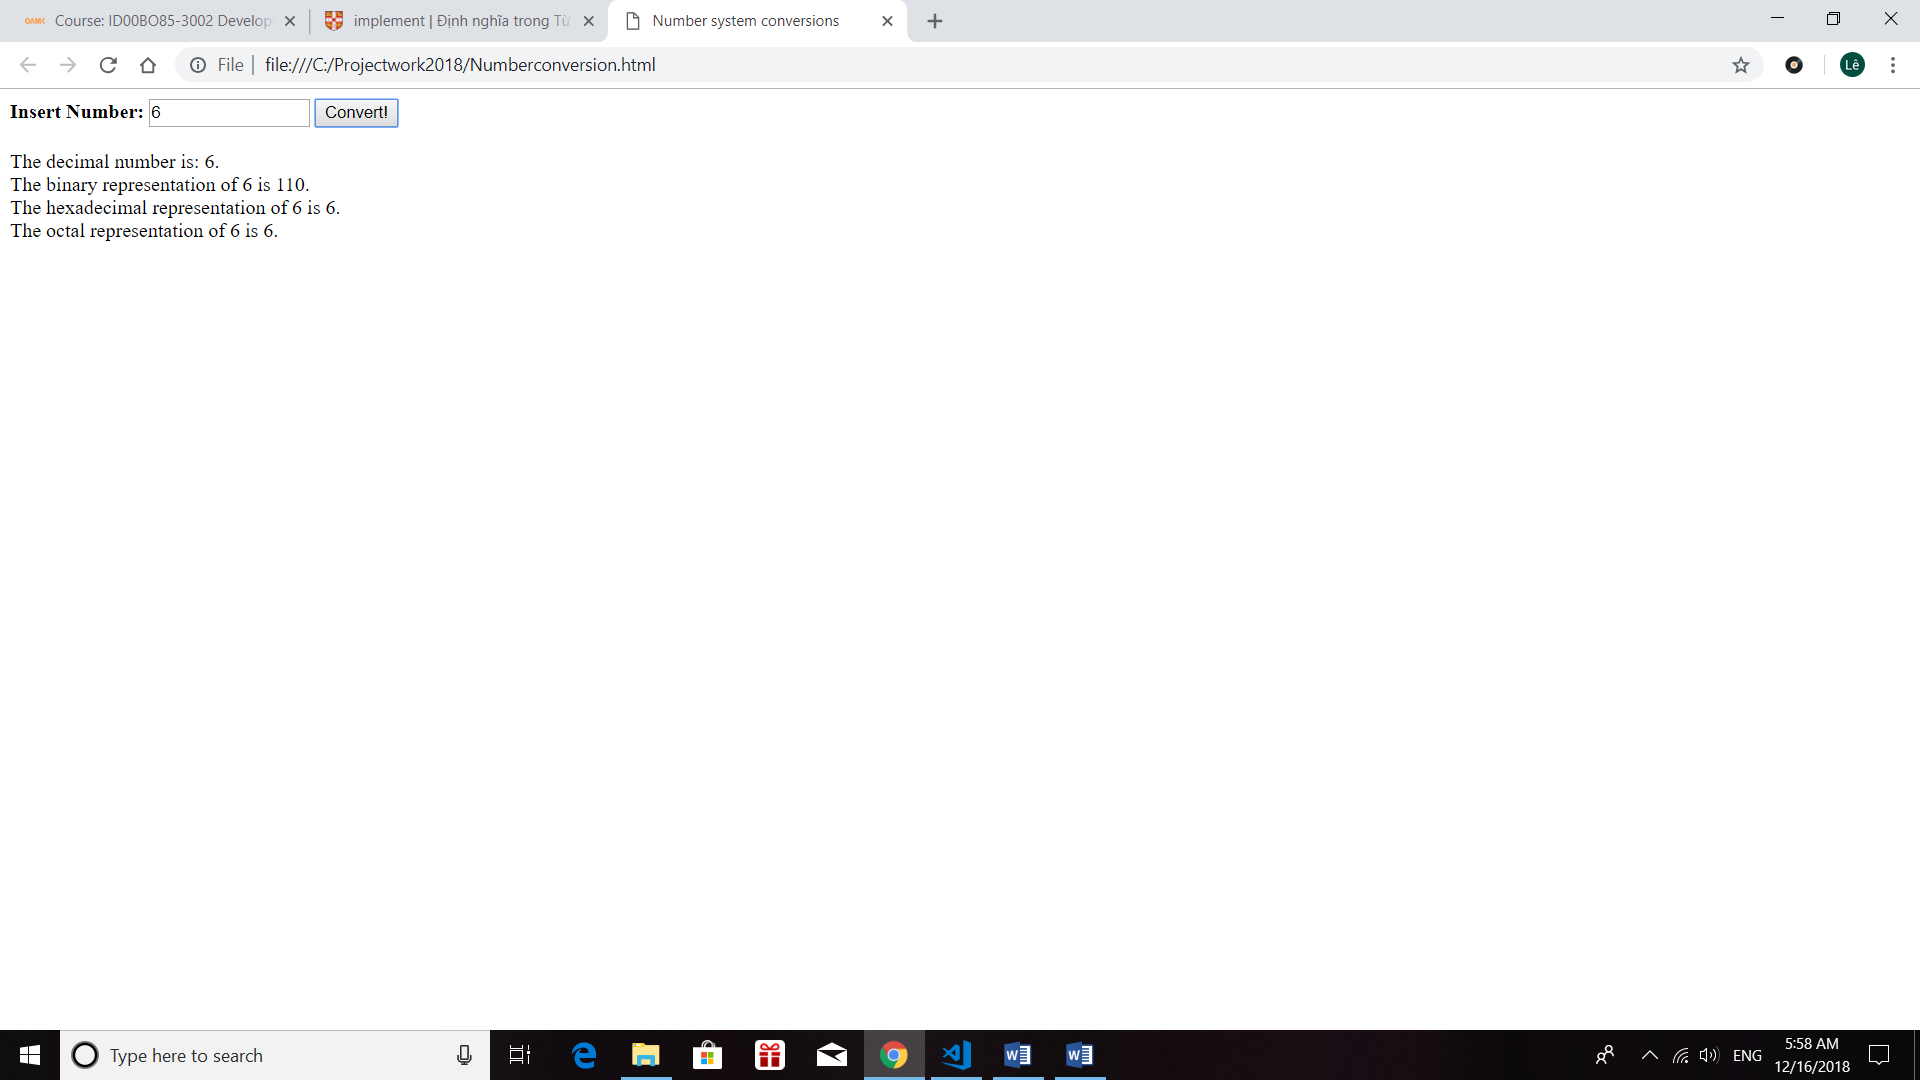 OAMK Course: ID00BO85-3002 Develop
implement | Định nghĩa trong Từ
Number system conversions
File
file:///C:/Projectwork2018/Numberconversion.html
Lê
Insert Number: 6 Convert!
The decimal number is: 6.
The binary representation of 6 is 110.
The hexadecimal representation of 6 is 6.
The octal representation of 6 is 6.
Type here to search
ENG
5:58 AM
12/16/2018